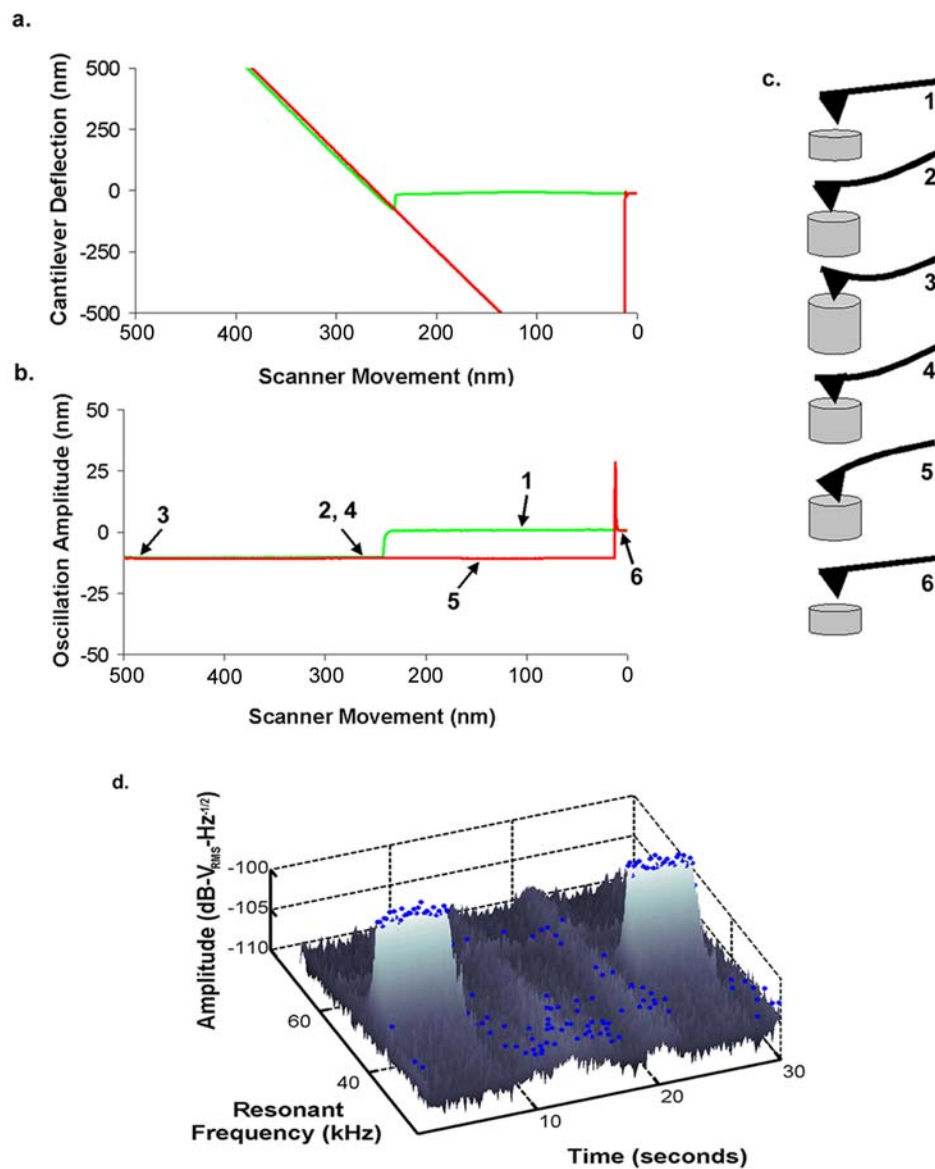 a.
Cantilever Deflection (nm)
500
250
0
-250
-500
500 400 300 200 100 0
Scanner Movement (nm)
b.
Oscillation Amplitude (nm)
50
25
0
-25
-50
3
2, 4
1
5
6
500 400 300 200 100 0
Scanner Movement (nm)
c.
1
2
3
4
5
6
d.
Amplitude (dB-VRMS-Hz-1/2)
-100
-105
-110
60
40
Resonant
Frequency (kHz)
10
20
30
Time (seconds)